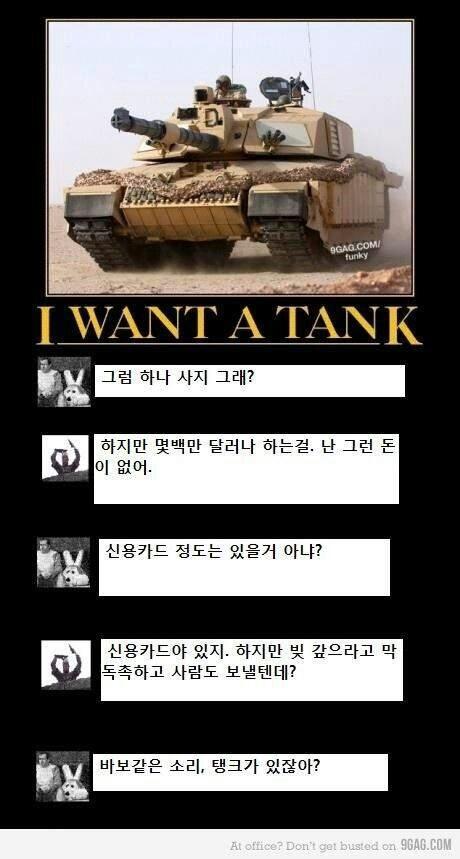 9GAG.COM/
funky
I WANT A TANK
그럼 하나 사지 그래?
하지만 몇백만 달러나 하는걸. 난 그런 돈
이 없어.
신용카드 정도는 있을거 아냐?
신용카드야 있지. 하지만 빚 갚으라고 막
독촉하고 사람도 보낼텐데?
바보같은 소리, 탱크가 있잖아?
At office? Don't get busted on 9GAG.COM